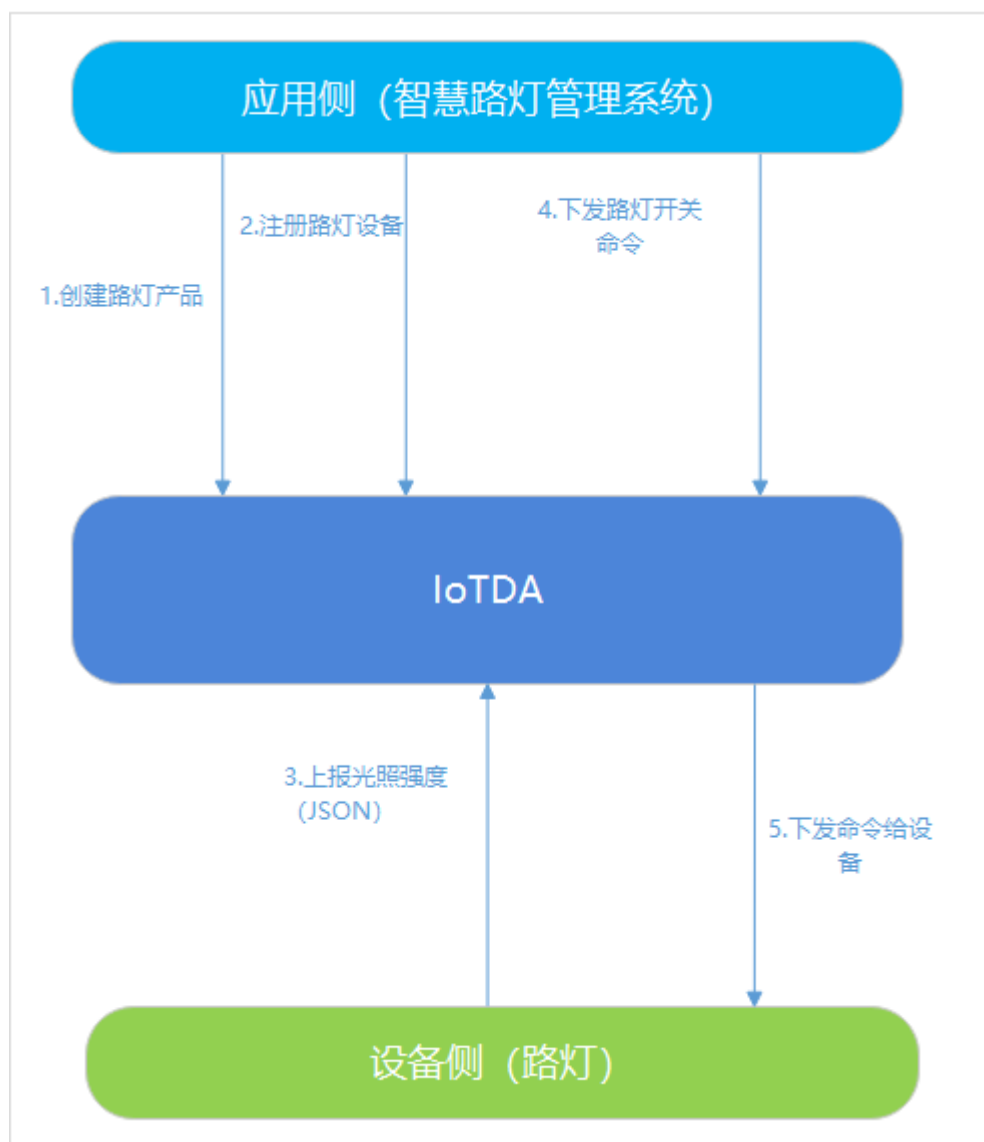 应用侧（智慧路灯管理系统）
2.注册路灯设备
4.下发路灯开关
命令
1.创建路灯产品
IoTDA
3.上报光照强度
（JSON）
5.下发命令给设
备
设备侧（路灯）